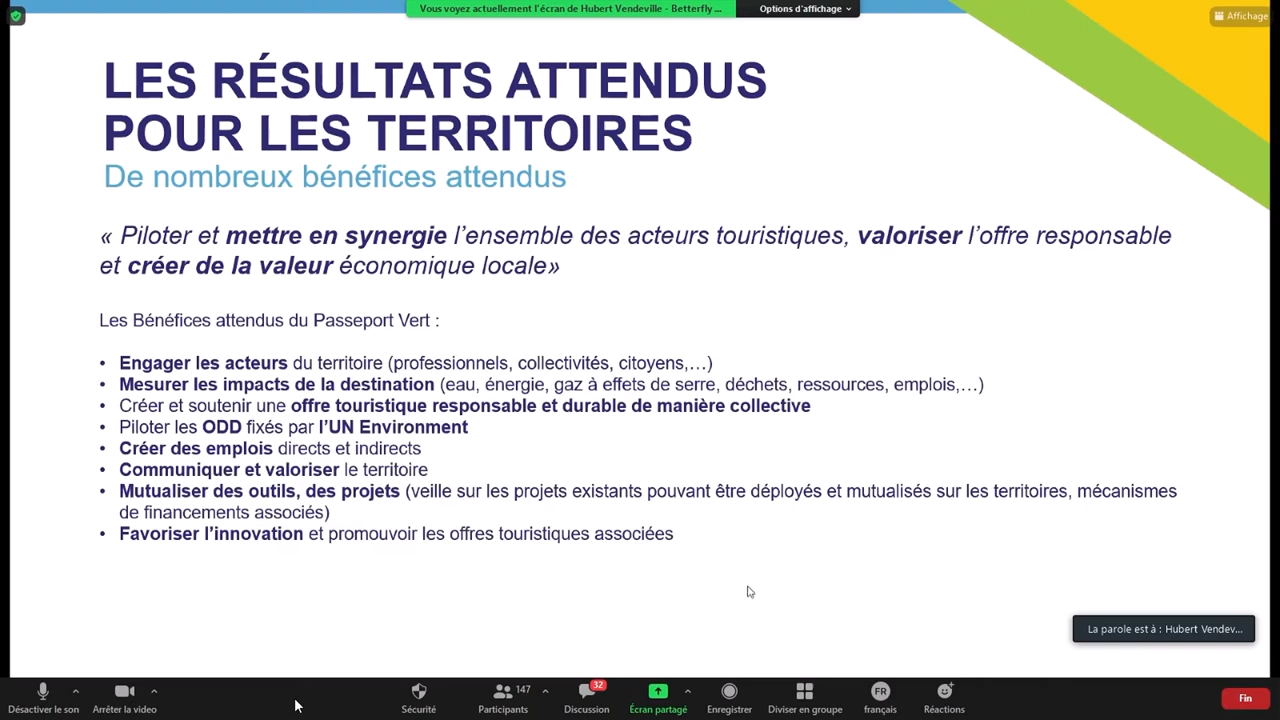 Vous voyez actuellement l'écran de Hubert Vendeville - Betterfly ...
Options d'affichage
Affichage
LES RÉSULTATS ATTENDUS
POUR LES TERRITOIRES
De nombreux bénéfices attendus
« Piloter et mettre en synergie l'ensemble des acteurs touristiques, valoriser l'offre responsable
et créer de la valeur économique locale»
Les Bénéfices attendus du Passeport Vert :
• Engager les acteurs du territoire (professionnels, collectivités, citoyens,…)
• Mesurer les impacts de la destination (eau, énergie, gaz à effets de serre, déchets, ressources, emplois,…)
• Créer et soutenir une offre touristique responsable et durable de manière collective
• Piloter les ODD fixés par l'UN Environment
• Créer des emplois directs et indirects
• Communiquer et valoriser le territoire
• Mutualiser des outils, des projets (veille sur les projets existants pouvant être déployés et mutualisés sur les territoires, mécanismes
de financements associés)
• Favoriser l'innovation et promouvoir les offres touristiques associées
La parole est à : Hubert Vendev...
Désactiver le son
Arrêter la video
Sécurité
147
Participants
32
Discussion
Écran partagé
Enregistrer
Diviser en groupe
FR
français
Réactions
Fin